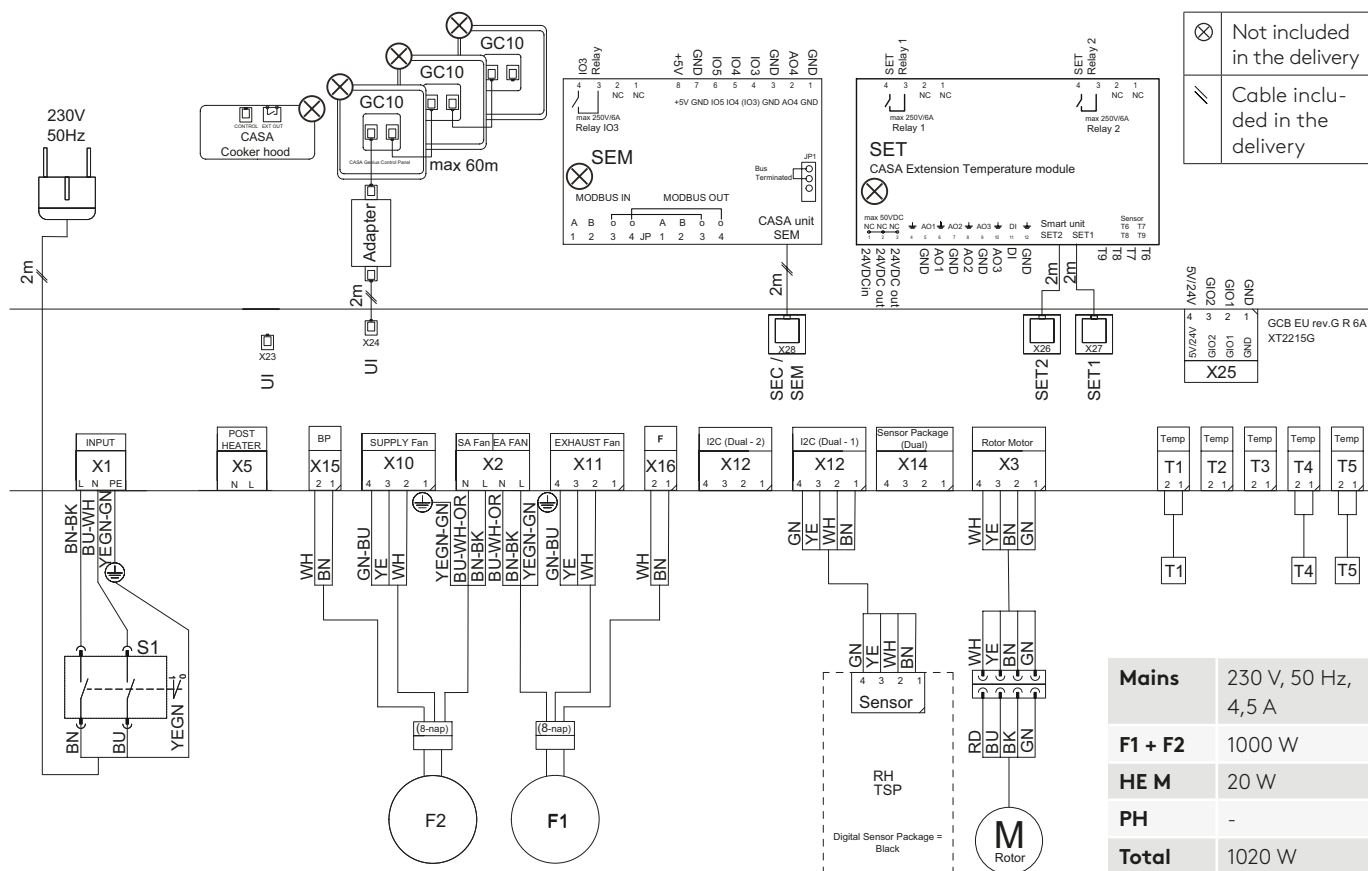 Not included
in the delivery
Cable inclu-
ded in the
delivery
230V
50Hz
CONTROL EXT OUT
CASA
Cooker hood
GC10
GC10
GC10
CASA Genius Control Panel
max 60m
Adapter
2m
2m
IO3
Relay
4 3 2 1
NC NC
max 250V/6A
Relay IO3
+5V GND IO5 IO4 IO3 GND AO4 GND
8 7 6 5 4 3 2 1
+5V GND IO5 IO4 (IO3) GND AO4 GND
SEM
JP1
Bus
Terminated
MODBUS IN MODBUS OUT
A B o o A B o o
1 2 3 4 JP 1 2 3 4
CASA unit
SEM
2m
SET
Relay 1
4 3 2 1
NC NC
max 250V/6A
Relay 1
SET
Relay 2
4 3 2 1
NC NC
max 250V/6A
Relay 2
SET
CASA Extension Temperature module
max 50VDC
NC NC NC AO1 AO2 AO3 DI
1 2 3 4 5 6 7 8 9 10 11 12
24VDCin
24VDC out
24VDC out
GND
AO1
GND
AO2
GND
AO3
DI
GND
Smart unit
SET2 SET1
Sensor
T6 T7
T8 T9
T9
T8
T7
T6
2m
2m
X23
UI
X24
UI
X28
SEC /
SEM
X26
SET2
X27
SET1
5V/24V
GIO2
GIO1
GND
4 3 2 1
5V/24V
GIO2
GIO1
GND
X25
GCB EU rev.G R 6A
XT2215G
INPUT
X1
L N PE
POST
HEATER
X5
N L
BP
X15
2 1
SUPPLY Fan
X10
4 3 2 1
SA Fan EA FAN
X2
N L N L
EXHAUST Fan
X11
4 3 2 1
F
X16
2 1
I2C (Dual - 2)
X12
4 3 2 1
I2C (Dual - 1)
X12
4 3 2 1
Sensor Package
(Dual)
X14
4 3 2 1
Rotor Motor
X3
4 3 2 1
Temp
T1
2 1
Temp
T2
2 1
Temp
T3
2 1
Temp
T4
2 1
Temp
T5
2 1
BN-BK
BU-WH
YEGN-GN
WH
BN
GN-BU
YE
WH
YEGN-GN
BU-WH-OR
BN-BK
BU-WH-OR
BN-BK
YEGN-GN
GN-BU
YE
WH
WH
BN
GN
YE
WH
BN
WH
YE
BN
GN
T1
T4
T5
S1
0
1
BN
BU
YEGN
(8-nap)
F2
(8-nap)
F1
GN
YE
WH
BN
4 3 2 1
Sensor
RH
TSP
Digital Sensor Package =
Black
WH
YE
BN
GN
RD
BU
BK
GN
M
Rotor
Mains 230 V, 50 Hz,
4,5 A
F1 + F2 1000 W
HE M 20 W
PH -
Total 1020 W